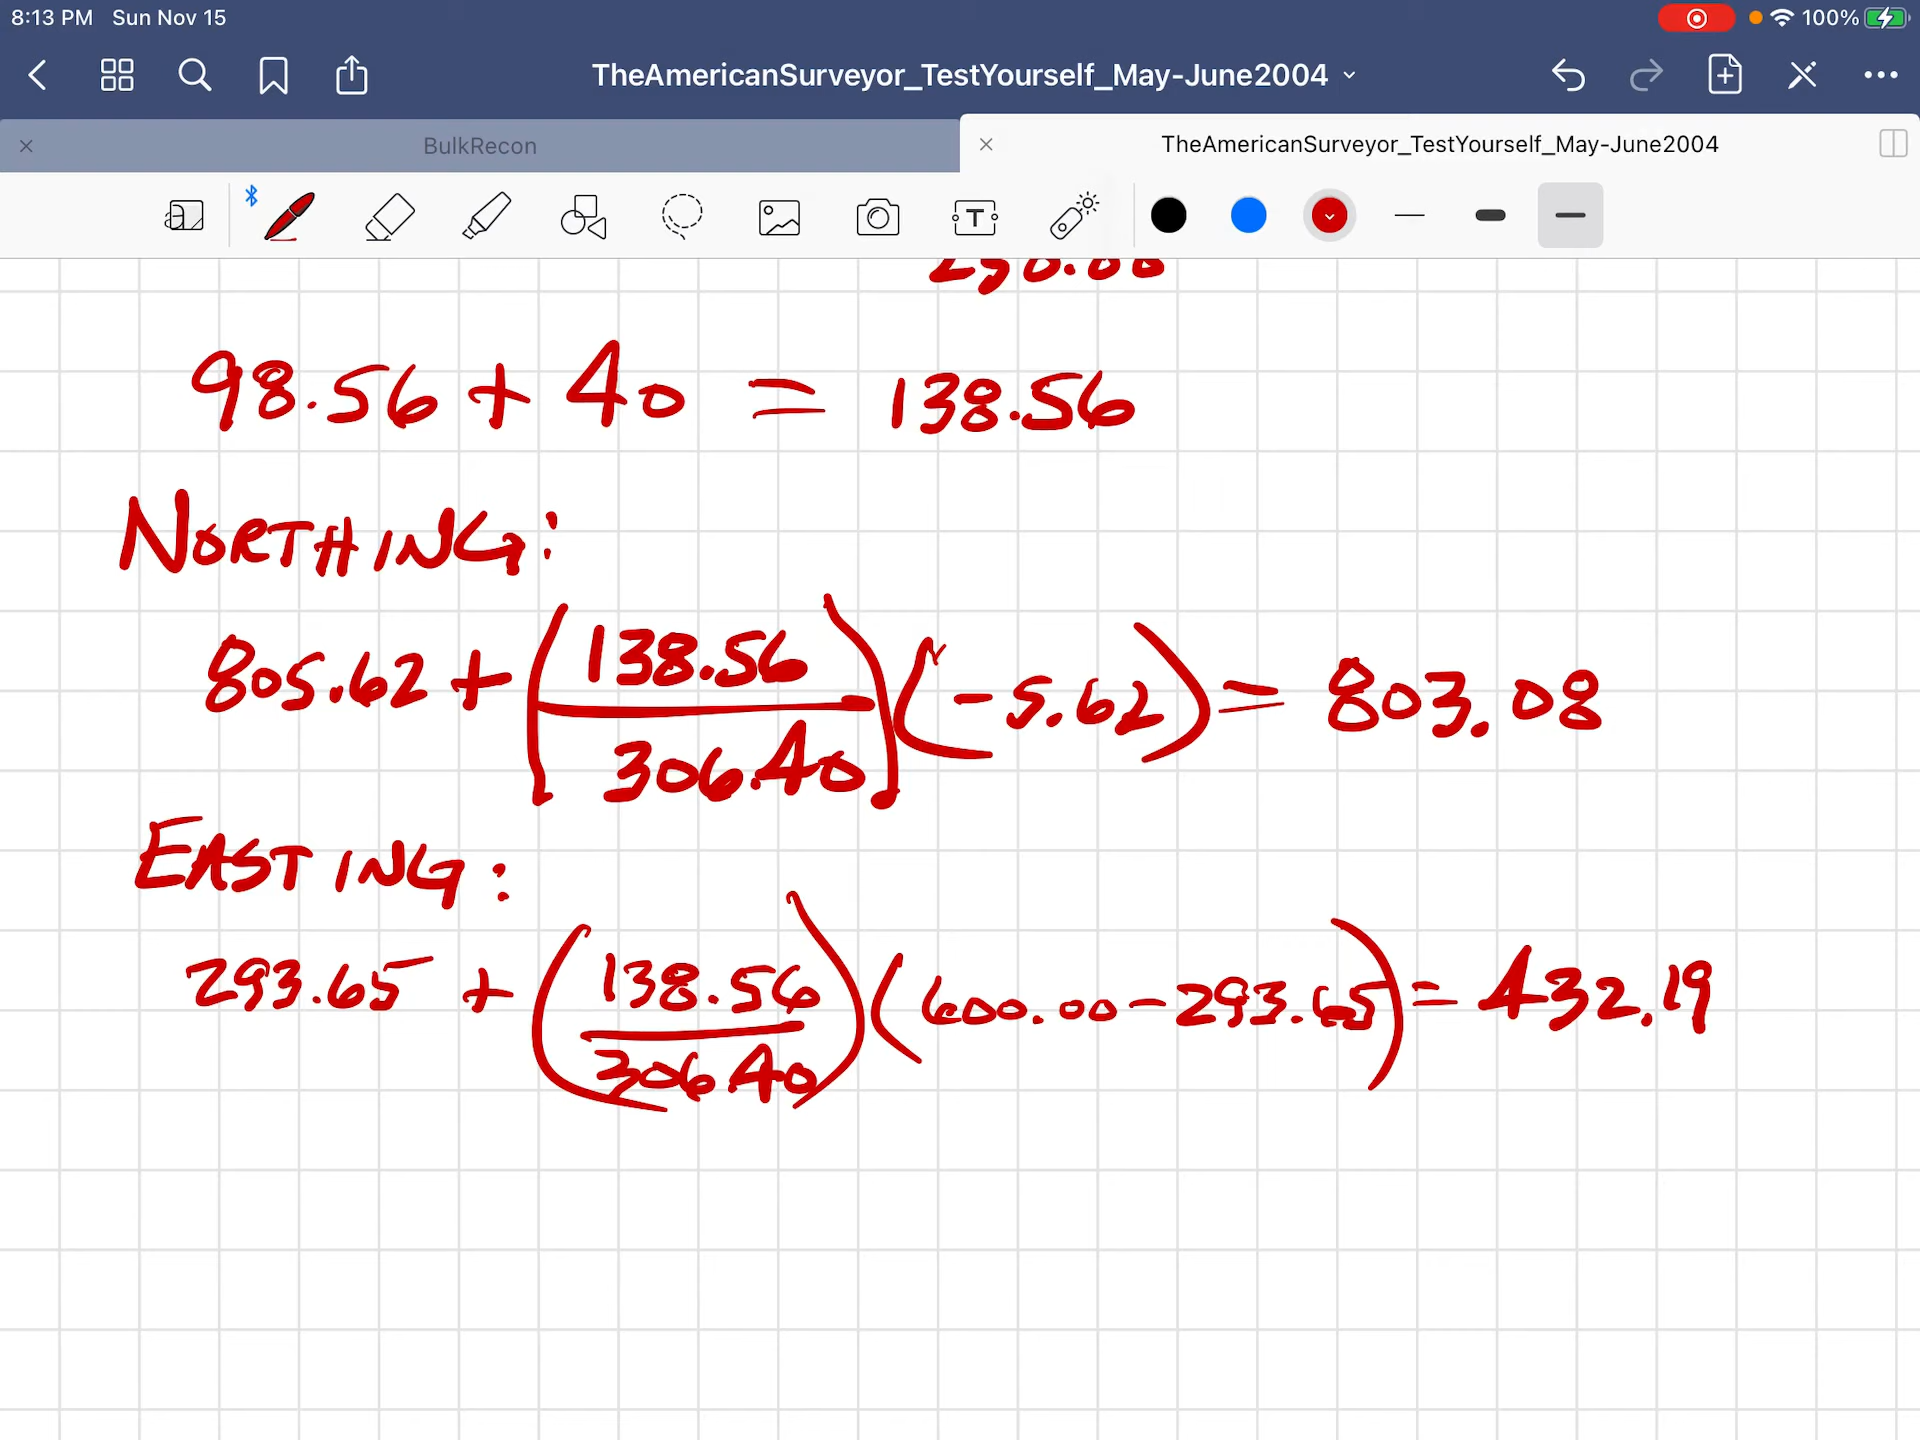 8:13 PM Sun Nov 15 100%
TheAmericanSurveyor_TestYourself_May-June2004
BulkRecon
TheAmericanSurveyor_TestYourself_May-June2004
98.56 + 40 = 138.56
NORTHING:
805.62 + (138.56 / 306.40) (-5.62) = 803.08
EASTING:
293.65 + (138.56 / 306.40) (600.00 - 293.65) = 432.19